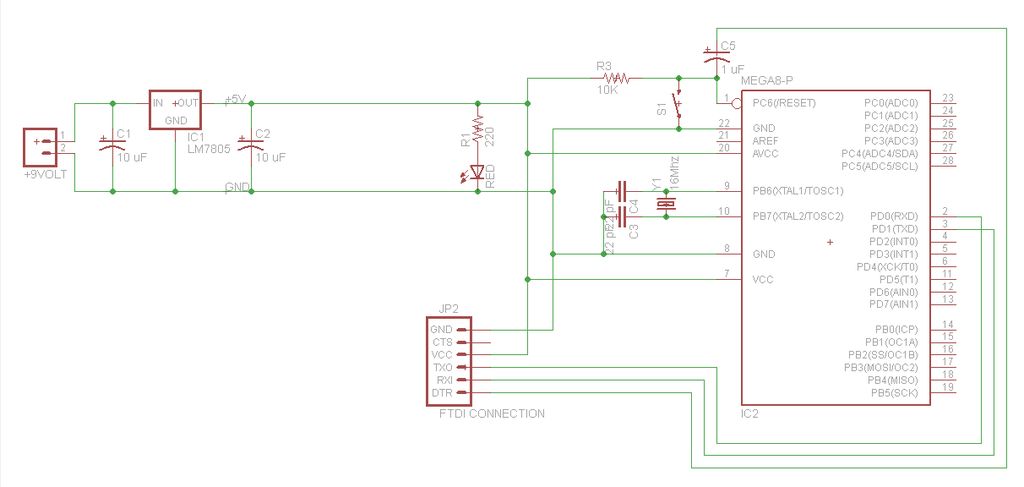 C5
1 uF
MEGA8-P
R3
10K
S1
1
PC6(/RESET)
22
GND
21
AREF
20
AVCC
9
PB6(XTAL1/TOSC1)
10
PB7(XTAL2/TOSC2)
8
GND
7
VCC
PC0(ADC0)
23
PC1(ADC1)
24
PC2(ADC2)
25
PC3(ADC3)
26
PC4(ADC4/SDA)
27
PC5(ADC5/SCL)
28
PD0(RXD)
2
PD1(TXD)
3
PD2(INT0)
4
PD3(INT1)
5
PD4(XCK/T0)
6
PD5(T1)
11
PD6(AIN0)
12
PD7(AIN1)
13
PB0(ICP)
14
PB1(OC1A)
15
PB2(SS/OC1B)
16
PB3(MOSI/OC2)
17
PB4(MISO)
18
PB5(SCK)
19
IC2
+9VOLT
1
2
C1
10 uF
IN
+OUT
GND
IC1
LM7805
+5V
C2
10 uF
GND
R1
220
RED
22 pF
C4
22 pF
C3
Y1
16Mhz
JP2
GND
CTS
VCC
TXO
RXI
DTR
FTDI CONNECTION